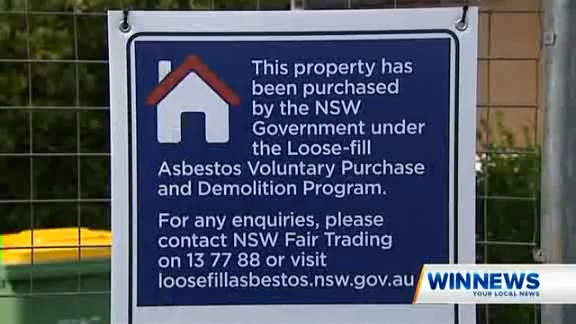 This property has
been purchased
by the NSW
Government under
the Loose-fill
Asbestos Voluntary Purchase
and Demolition Program.
For any enquiries, please
contact NSW Fair Trading
on 13 77 88 or visit
loosefillasbestos.nsw.gov.au
WIN NEWS
YOUR LOCAL NEWS